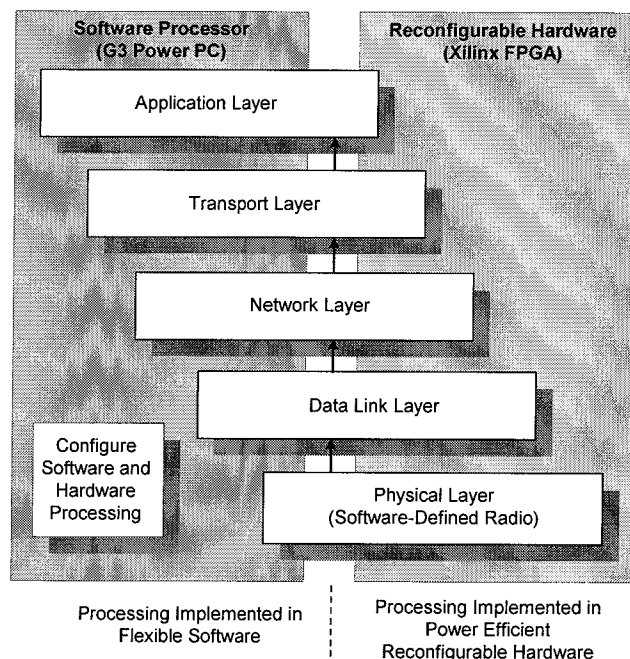 Software Processor
(G3 Power PC)
Reconfigurable Hardware
(Xilinx FPGA)
Application Layer
Transport Layer
Network Layer
Data Link Layer
Configure
Software and
Hardware
Processing
Physical Layer
(Software-Defined Radio)
Processing Implemented in
Flexible Software
Processing Implemented in
Power Efficient
Reconfigurable Hardware